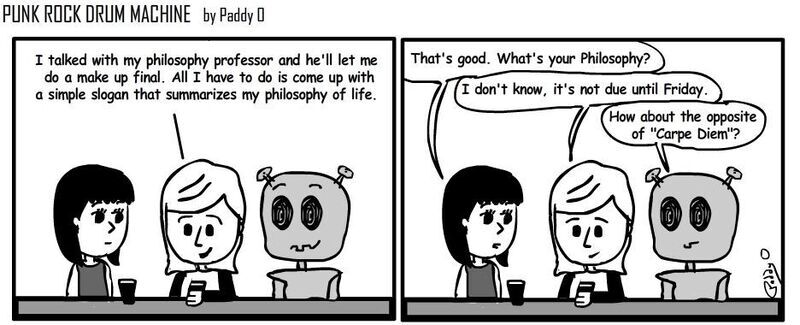 PUNK ROCK DRUM MACHINE by Paddy O
I talked with my philosophy professor and he'll let me
do a make up final. All I have to do is come up with
a simple slogan that summarizes my philosophy of life.
That's good. What's your Philosophy?
I don't know, it's not due until Friday.
How about the opposite
of "Carpe Diem"?
Paddy O